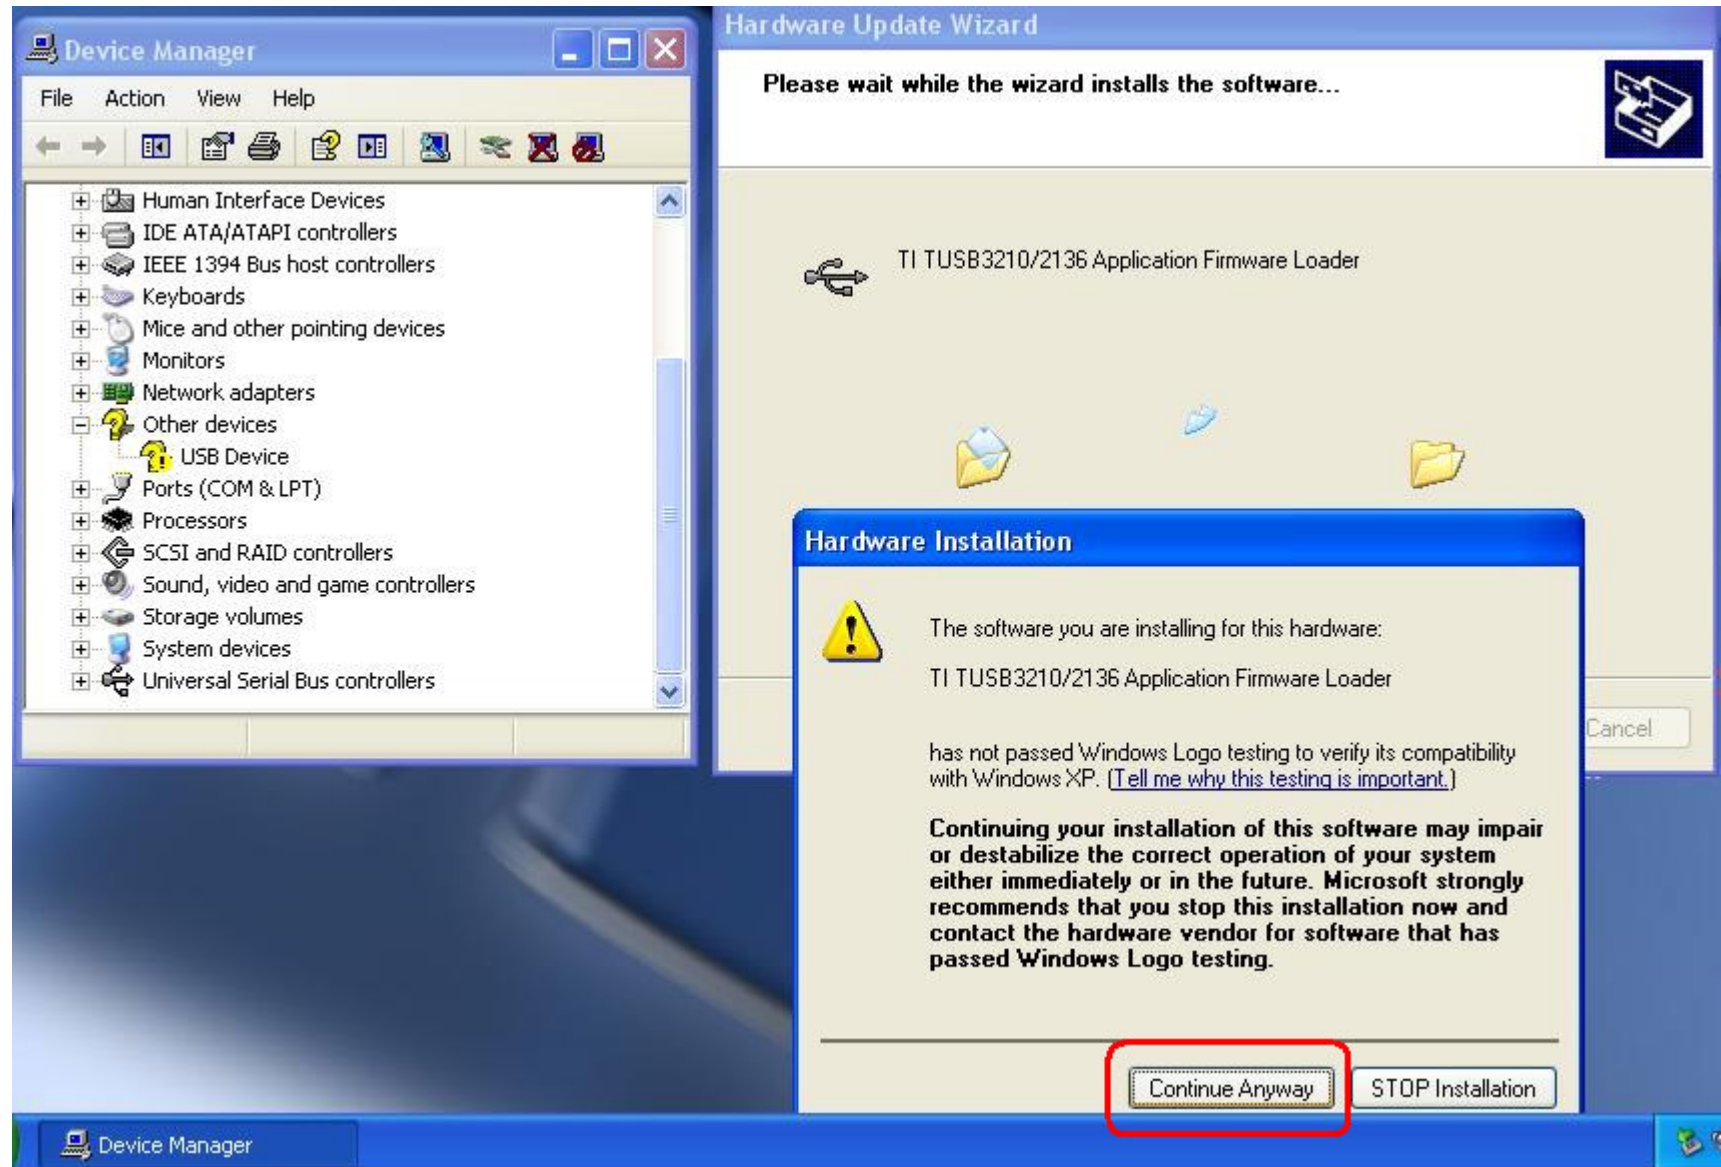 Device Manager
File Action View Help
Human Interface Devices
IDE ATA/ATAPI controllers
IEEE 1394 Bus host controllers
Keyboards
Mice and other pointing devices
Monitors
Network adapters
Other devices
USB Device
Ports (COM & LPT)
Processors
SCSI and RAID controllers
Sound, video and game controllers
Storage volumes
System devices
Universal Serial Bus controllers
Hardware Update Wizard
Please wait while the wizard installs the software...
TI TUSB3210/2136 Application Firmware Loader
Cancel
Hardware Installation
The software you are installing for this hardware:
TI TUSB3210/2136 Application Firmware Loader
has not passed Windows Logo testing to verify its compatibility
with Windows XP. (Tell me why this testing is important.)
Continuing your installation of this software may impair
or destabilize the correct operation of your system
either immediately or in the future. Microsoft strongly
recommends that you stop this installation now and
contact the hardware vendor for software that has
passed Windows Logo testing.
Continue Anyway STOP Installation
Device Manager